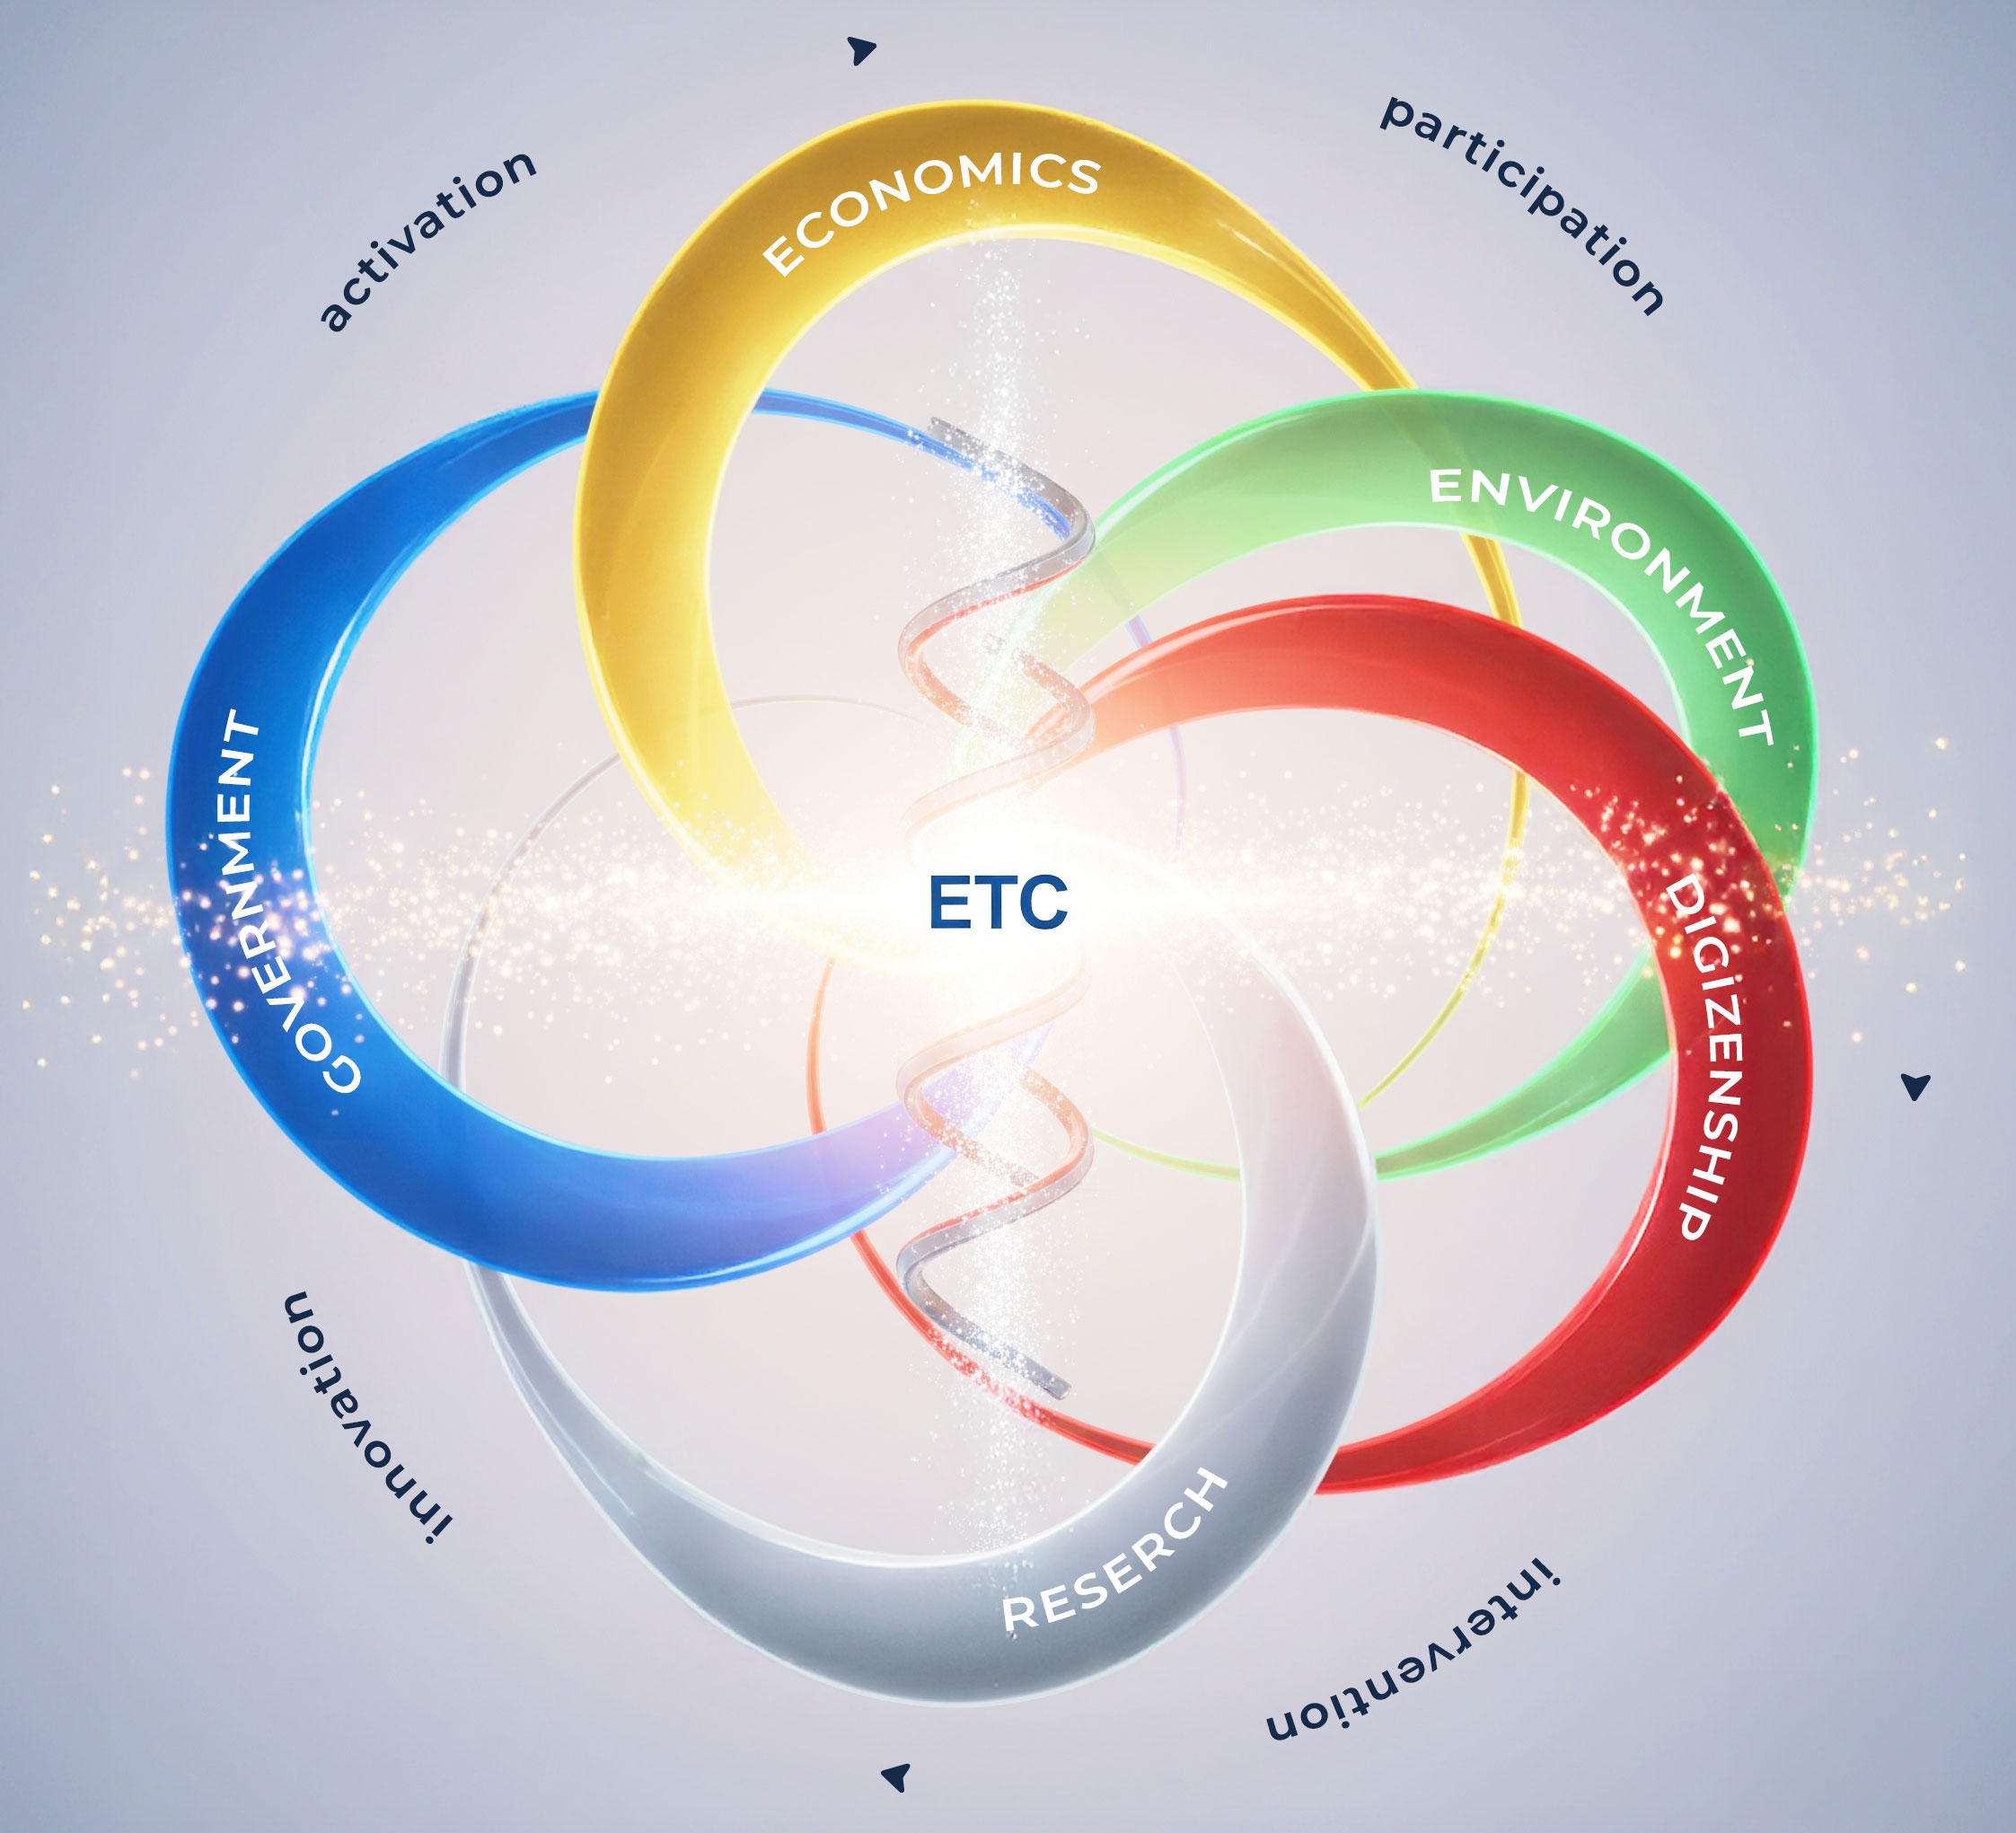 activation
participation
ECONOMICS
ENVIRONMENT
GOVERNMENT
ETC
DIGIZENSHIP
RESERCH
innovation
intervention